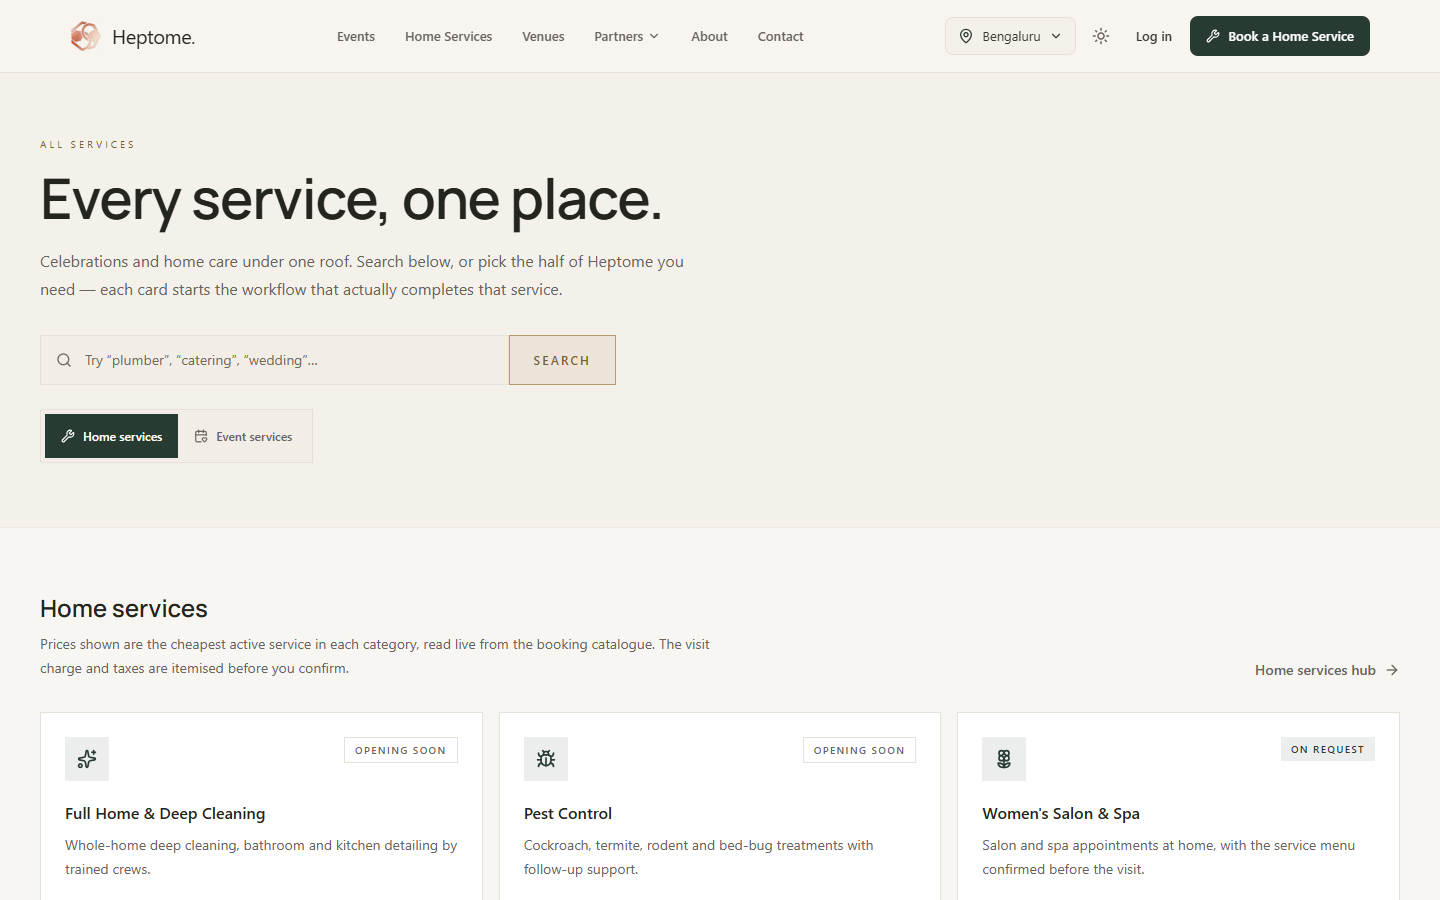 Heptome.
Events
Home Services
Venues
Partners
About
Contact
Bengaluru
Log in
Book a Home Service
ALL SERVICES
Every service, one place.
Celebrations and home care under one roof. Search below, or pick the half of Heptome you
need — each card starts the workflow that actually completes that service.
Try “plumber”, “catering”, “wedding”...
SEARCH
Home services
Event services
Home services
Prices shown are the cheapest active service in each category, read live from the booking catalogue. The visit
charge and taxes are itemised before you confirm.
Home services hub
OPENING SOON
Full Home & Deep Cleaning
Whole-home deep cleaning, bathroom and kitchen detailing by
trained crews.
OPENING SOON
Pest Control
Cockroach, termite, rodent and bed-bug treatments with
follow-up support.
ON REQUEST
Women's Salon & Spa
Salon and spa appointments at home, with the service menu
confirmed before the visit.